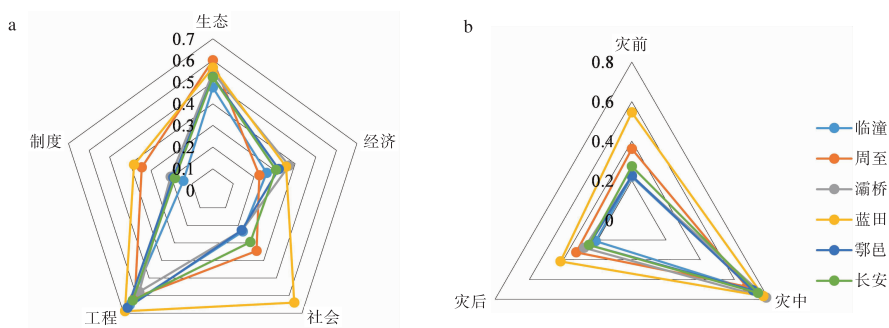 a
生态
0.7
0.6
0.5
0.4
0.3
0.2
0.1
0
经济
社会
工程
制度
b
灾前
0.8
0.6
0.4
0.2
0
灾中
灾后
临潼
周至
灞桥
蓝田
鄠邑
长安